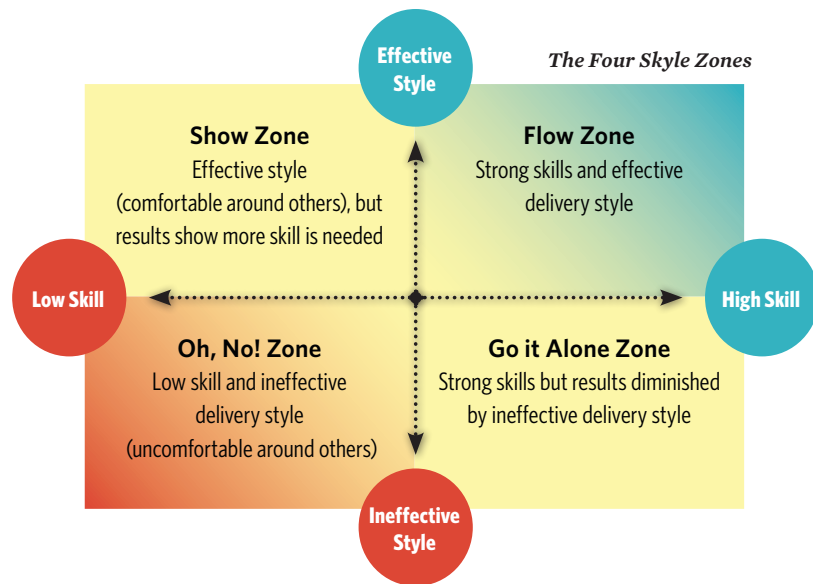 The Four Skyle Zones
Effective
Style
Show Zone
Effective style
(comfortable around others), but
results show more skill is needed
Flow Zone
Strong skills and effective
delivery style
Low Skill
High Skill
Oh, No! Zone
Low skill and ineffective
delivery style
(uncomfortable around others)
Go it Alone Zone
Strong skills but results diminished
by ineffective delivery style
Ineffective
Style